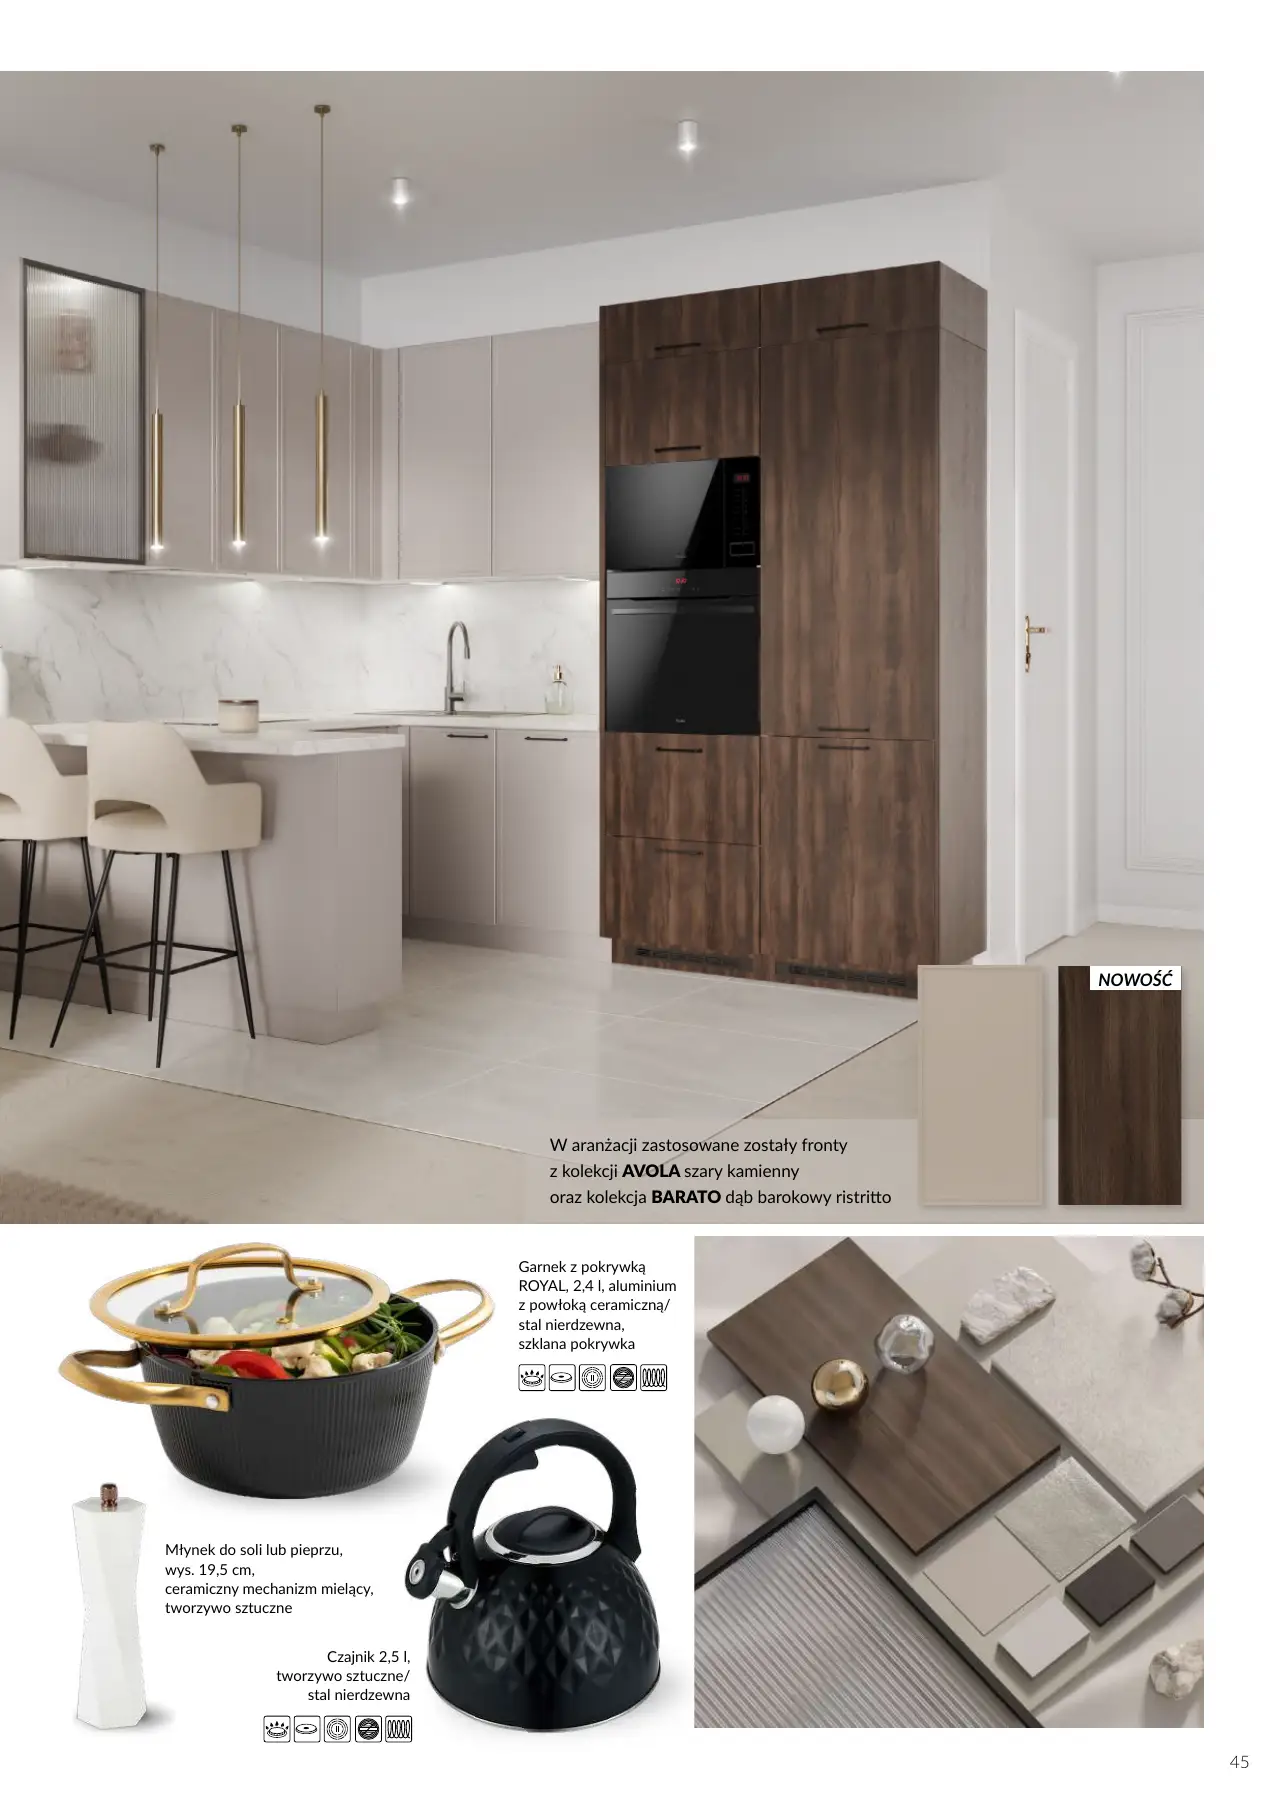 NOWOŚĆ
W aranżacji zastosowane zostały fronty
z kolekcji AVOLA szary kamienny
oraz kolekcja BARATO dąb barokowy ristritto
Garnek z pokrywką
ROYAL, 2,4 l, aluminium
z powłoką ceramiczną/
stal nierdzewna,
szklana pokrywka
Młynek do soli lub pieprzu,
wys. 19,5 cm,
ceramiczny mechanizm mielący,
tworzywo sztuczne
Czajnik 2,5 l,
tworzywo sztuczne/
stal nierdzewna
45